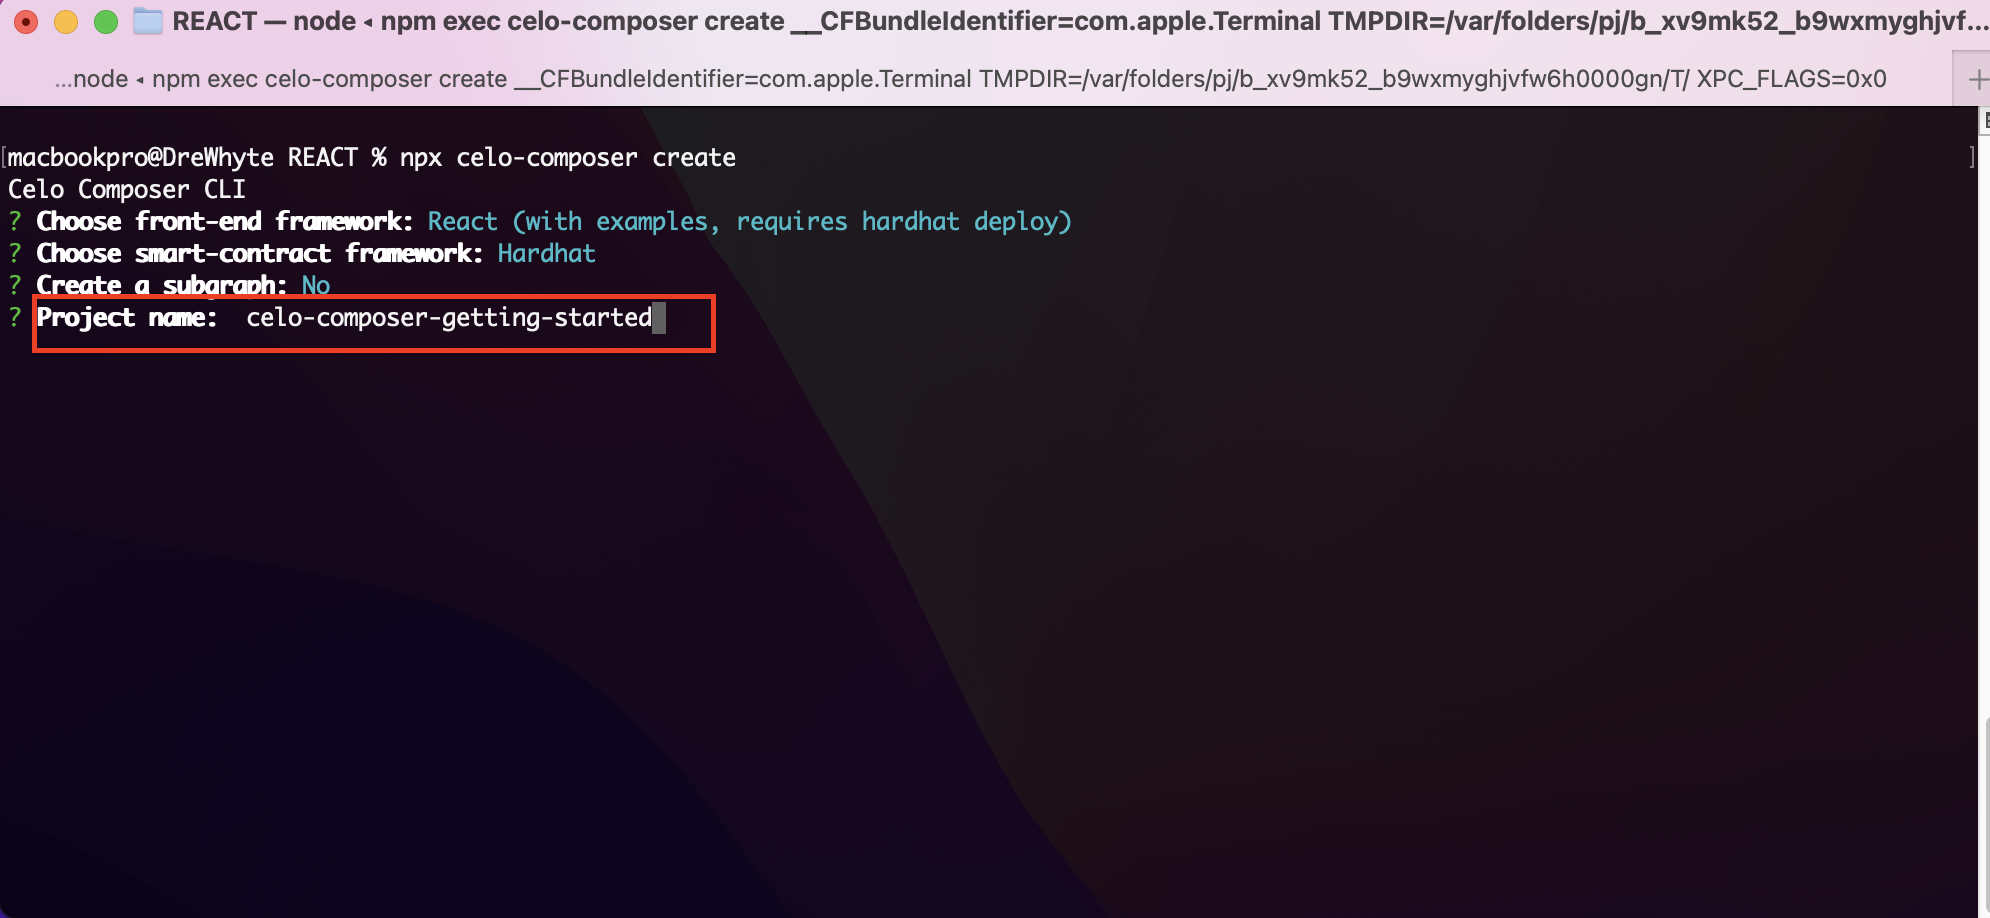 REACT — node ◂ npm exec celo-composer create __CFBundleIdentifier=com.apple.Terminal TMPDIR=/var/folders/pj/b_xv9mk52_b9wxmyghjvf...
...node ◂ npm exec celo-composer create __CFBundleIdentifier=com.apple.Terminal TMPDIR=/var/folders/pj/b_xv9mk52_b9wxmyghjvfw6h0000gn/T/ XPC_FLAGS=0x0
[macbookpro@DreWhyte REACT % npx celo-composer create ]
Celo Composer CLI
? Choose front-end framework: React (with examples, requires hardhat deploy)
? Choose smart-contract framework: Hardhat
? Create a subgraph: No
? Project name:  celo-composer-getting-started